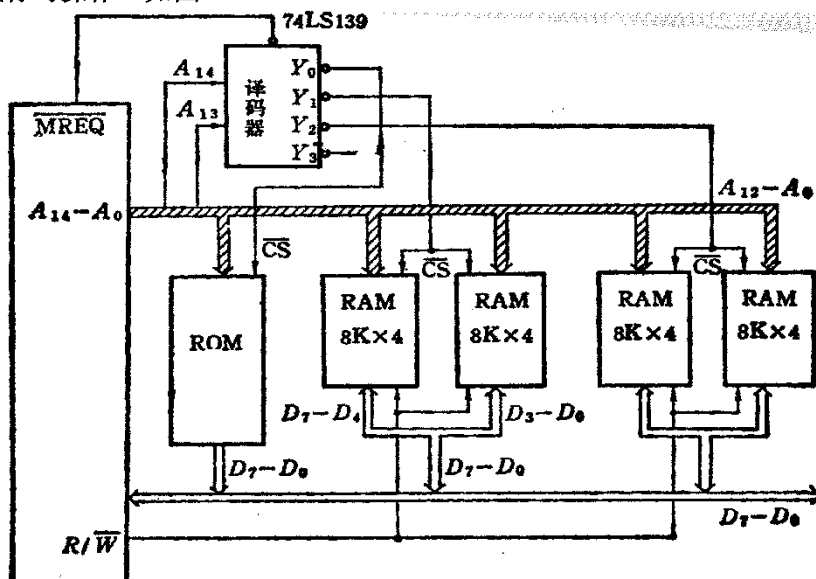 74LS139
A₁₄
A₁₃
译码器
Y₀
Y₁
Y₂
Y₃
MREQ
A₁₄-A₀
A₁₂-A₀
CS
CS
CS
ROM
RAM
8K×4
RAM
8K×4
RAM
8K×4
RAM
8K×4
D₇-D₄
D₃-D₀
D₇-D₀
D₇-D₀
D₇-D₀
R/W